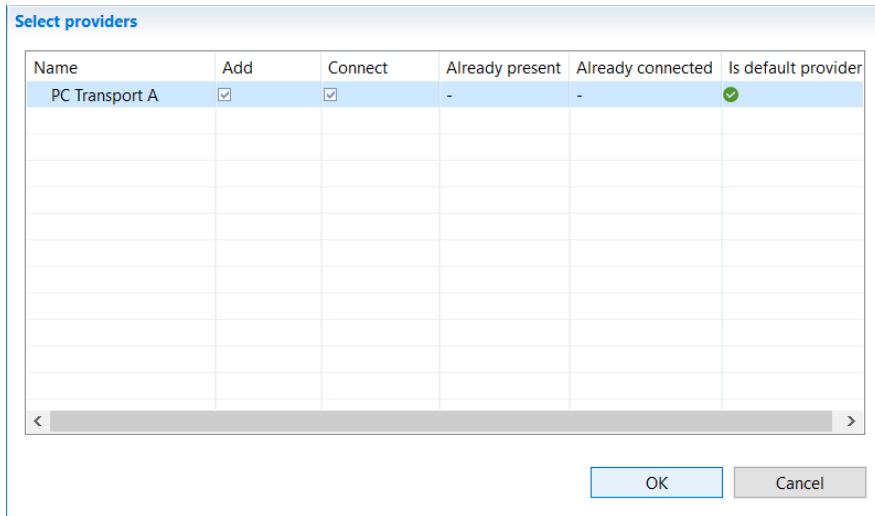 Select providers
Name Add Connect Already present Already connected Is default provider
PC Transport A - -
OK Cancel